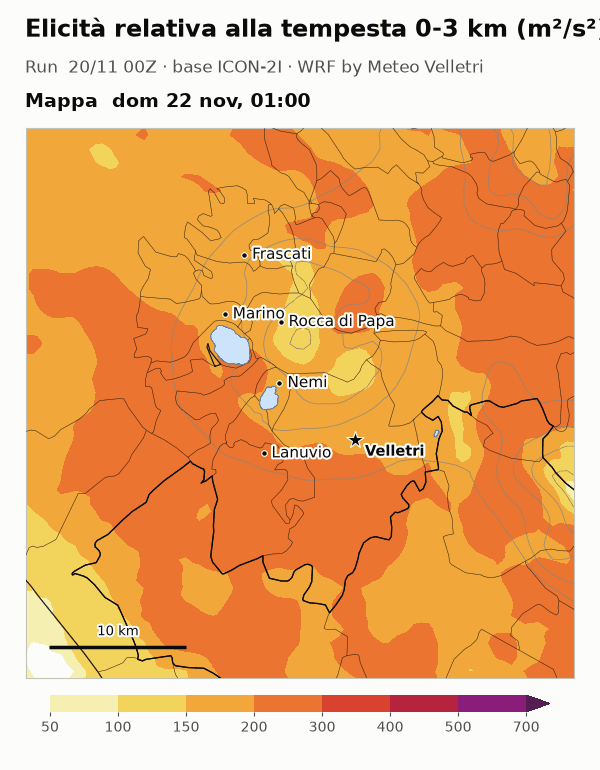 Elicità relativa alla tempesta 0-3 km (m²/s²)
Run  20/11 00Z · base ICON-2I · WRF by Meteo Velletri
Mappa  dom 22 nov, 01:00
Frascati
Marino
Rocca di Papa
Nemi
Velletri
Lanuvio
10 km
50 100 150 200 300 400 500 700